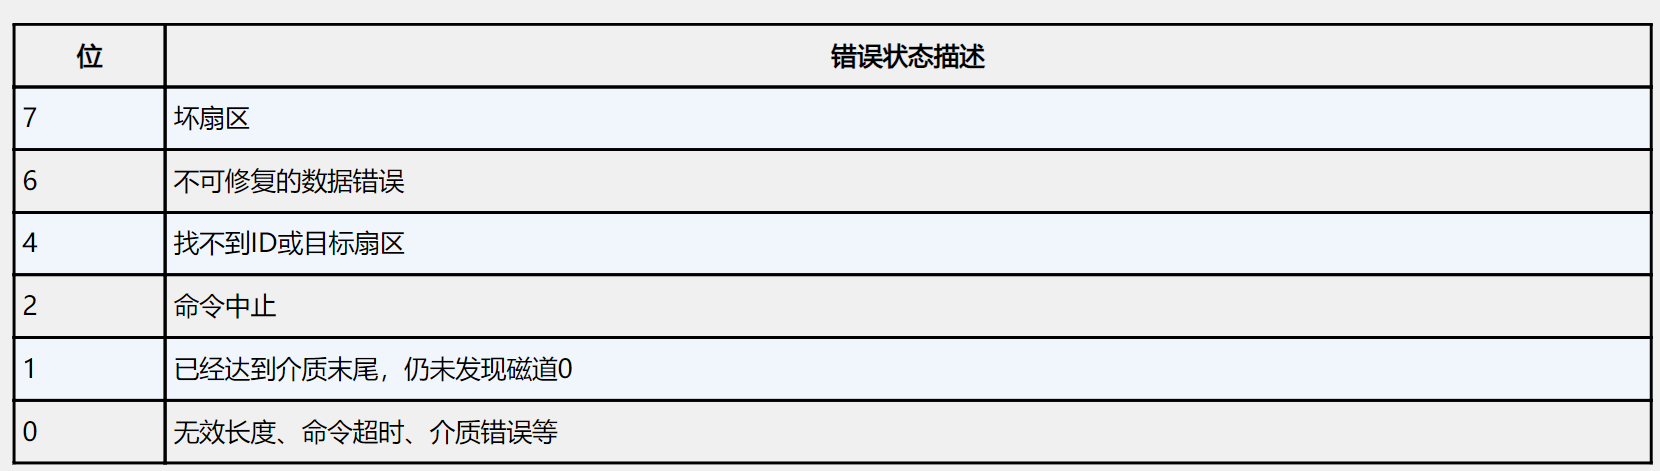 位 错误状态描述
7 坏扇区
6 不可修复的数据错误
4 找不到ID或目标扇区
2 命令中止
1 已经达到介质末尾，仍未发现磁道0
0 无效长度、命令超时、介质错误等